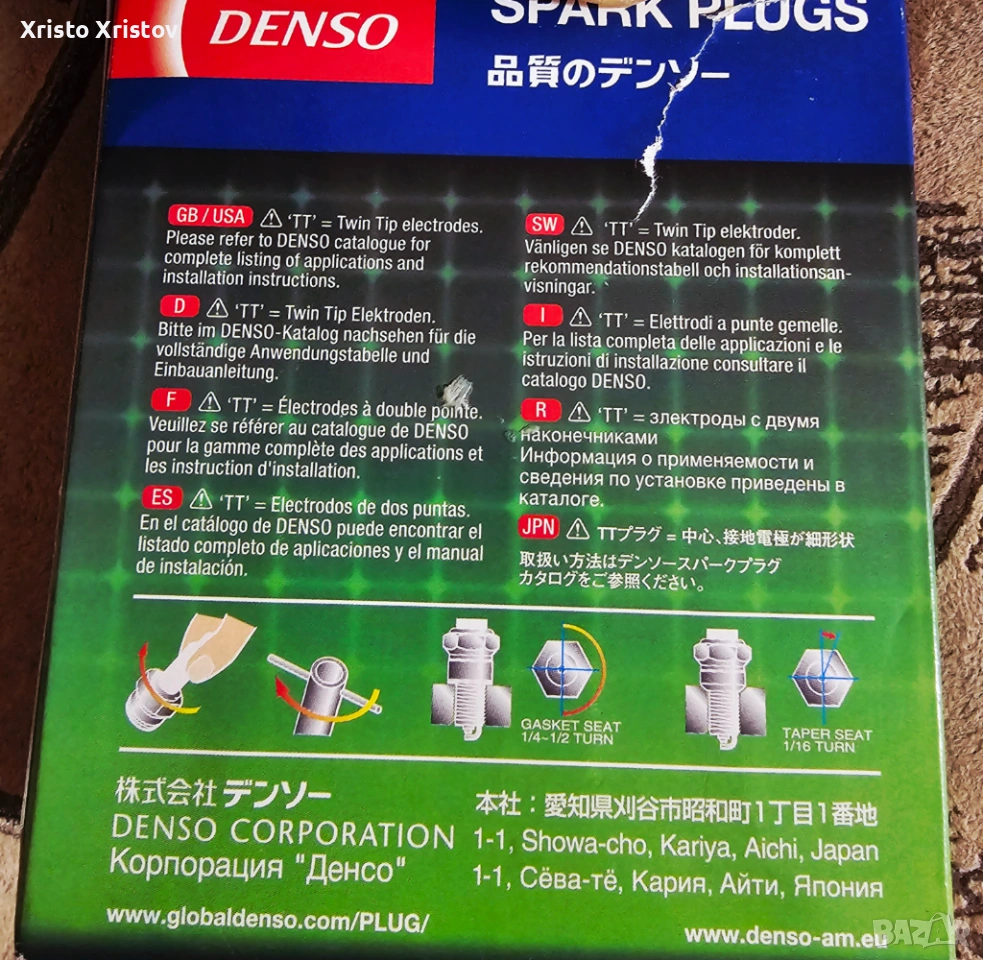 Xristo Xristov
DENSO
SPARK PLUGS
品質のデンソー
GB / USA ⚠ 'TT' = Twin Tip electrodes.
Please refer to DENSO catalogue for
complete listing of applications and
installation instructions.
D ⚠ 'TT' = Twin Tip Elektroden.
Bitte im DENSO-Katalog nachsehen für die
vollständige Anwendungstabelle und
Einbauanleitung.
F ⚠ 'TT' = Électrodes à double pointe.
Veuillez se référer au catalogue de DENSO
pour la gamme complète des applications et
les instruction d'installation.
ES ⚠ 'TT' = Electrodos de dos puntas.
En el catálogo de DENSO puede encontrar el
listado completo de aplicaciones y el manual
de instalación.
SW ⚠ 'TT' = Twin Tip elektroder.
Vänligen se DENSO katalogen för komplett
rekommendationstabell och installationsan-
visningar.
I ⚠ 'TT' = Elettrodi a punte gemelle.
Per la lista completa delle applicazioni e le
istruzioni di installazione consultare il
catalogo DENSO.
R ⚠ 'TT' = злектроды с двумя
наконечниками
Информация о применяемости и
сведения по установке приведены в
каталоге.
JPN ⚠ TTプラグ = 中心、接地電極が細形状
取扱い方法はデンソースパークプラグ
カタログをご参照ください。
GASKET SEAT
1/4~1/2 TURN
TAPER SEAT
1/16 TURN
株式会社 デンソー
DENSO CORPORATION
Корпорация "Денсо"
本社：愛知県刈谷市昭和町1丁目1番地
1-1, Showa-cho, Kariya, Aichi, Japan
1-1, Сёва-тё, Кария, Айти, Япония
www.globaldenso.com/PLUG/
www.denso-am.eu
BAZAR